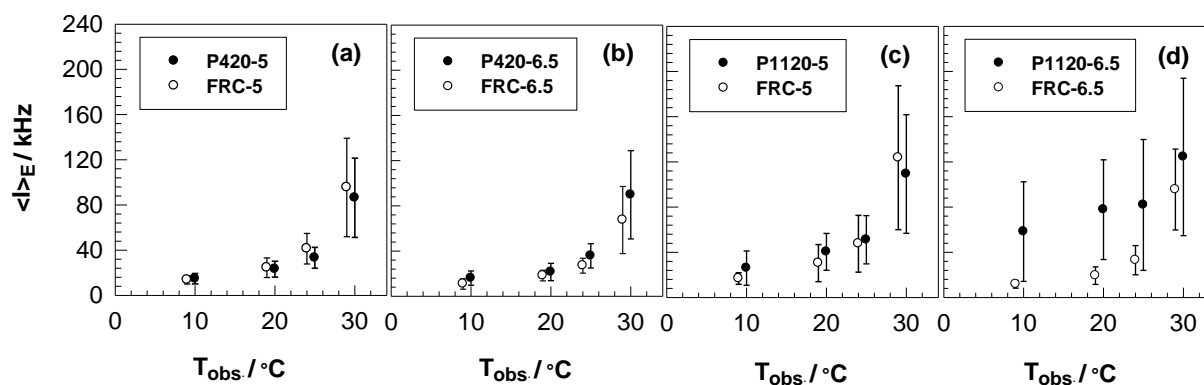 240
200
160
120
80
40
0
<I>E / kHz
(a)
P420-5
FRC-5
0 10 20 30
Tobs. / °C
(b)
P420-6.5
FRC-6.5
0 10 20 30
Tobs. / °C
(c)
P1120-5
FRC-5
0 10 20 30
Tobs. / °C
(d)
P1120-6.5
FRC-6.5
0 10 20 30
Tobs. / °C